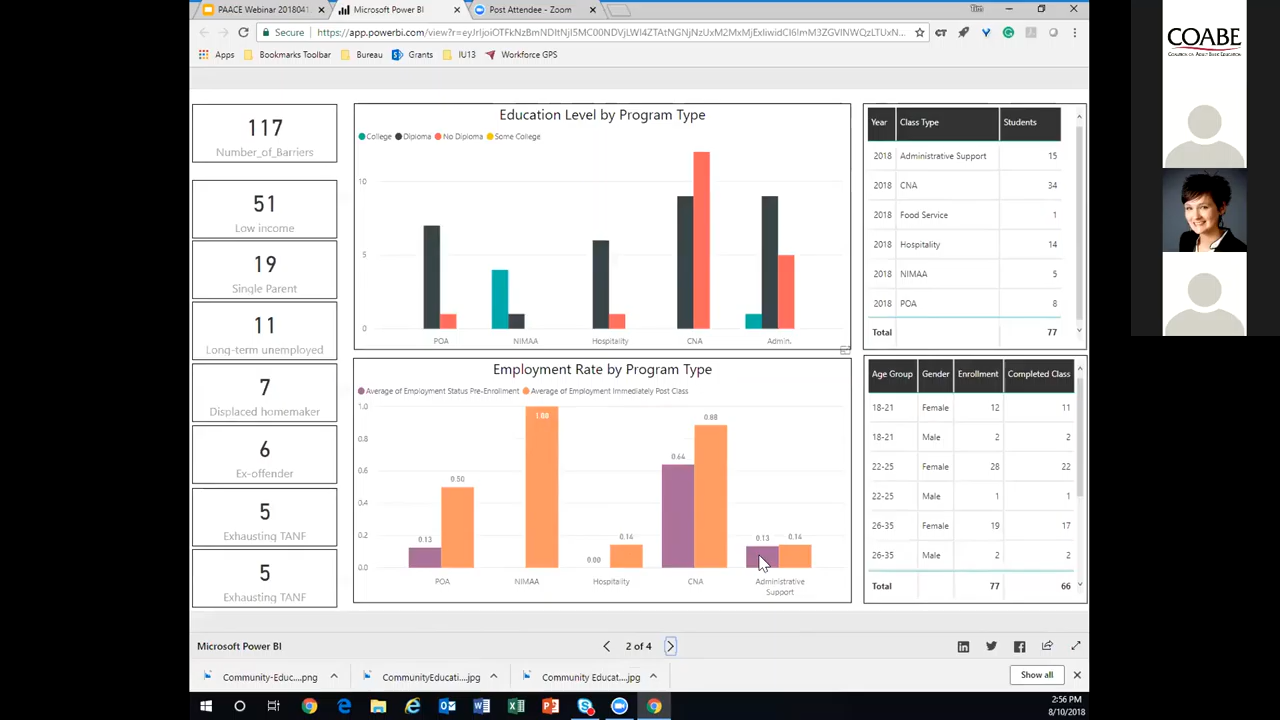 PAACE Webinar 20180411
Microsoft Power BI
Post Attendee - Zoom
Tim
Secure
Apps
Bookmarks Toolbar
Bureau
Grants
IU13
Workforce GPS
COABE
COALITION ON ADULT BASIC EDUCATION
117
Number_of_Barriers
51
Low income
19
Single Parent
11
Long-term unemployed
7
Displaced homemaker
6
Ex-offender
5
Exhausting TANF
5
Exhausting TANF
Education Level by Program Type
College Diploma No Diploma Some College
10
5
0
POA NIMAA Hospitality CNA Admin.
Employment Rate by Program Type
Average of Employment Status Pre-Enrollment Average of Employment Immediately Post Class
1.0
0.8
0.6
0.4
0.2
0.0
0.13 0.50 1.00 0.00 0.14 0.64 0.88 0.13 0.14
POA NIMAA Hospitality CNA Administrative
Support
Year Class Type Students
2018 Administrative Support 15
2018 CNA 34
2018 Food Service 1
2018 Hospitality 14
2018 NIMAA 5
2018 POA 8
Total 77
Age Group Gender Enrollment Completed Class
18-21 Female 12 11
18-21 Male 2 2
22-25 Female 28 22
22-25 Male 1 1
26-35 Female 19 17
26-35 Male 2 2
Total 77 66
Microsoft Power BI
2 of 4
Community-Educ....png
CommunityEducati....jpg
Community Educat....jpg
Show all
2:56 PM
8/10/2018